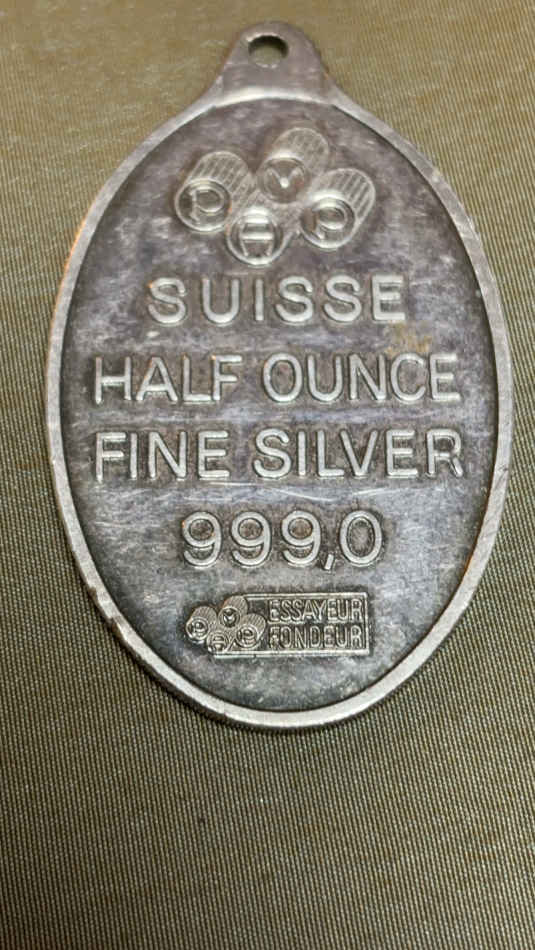 P A M P
SUISSE
HALF OUNCE
FINE SILVER
999,0
P A M P ESSAYEUR
FONDEUR